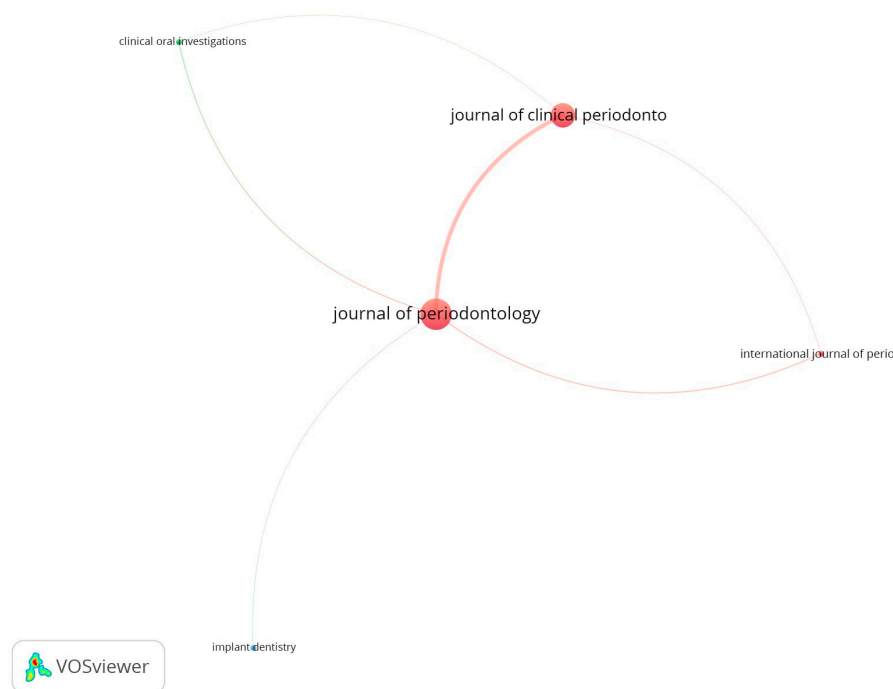 clinical oral investigations
journal of clinical periodonto
journal of periodontology
international journal of perio
implant dentistry
VOSviewer